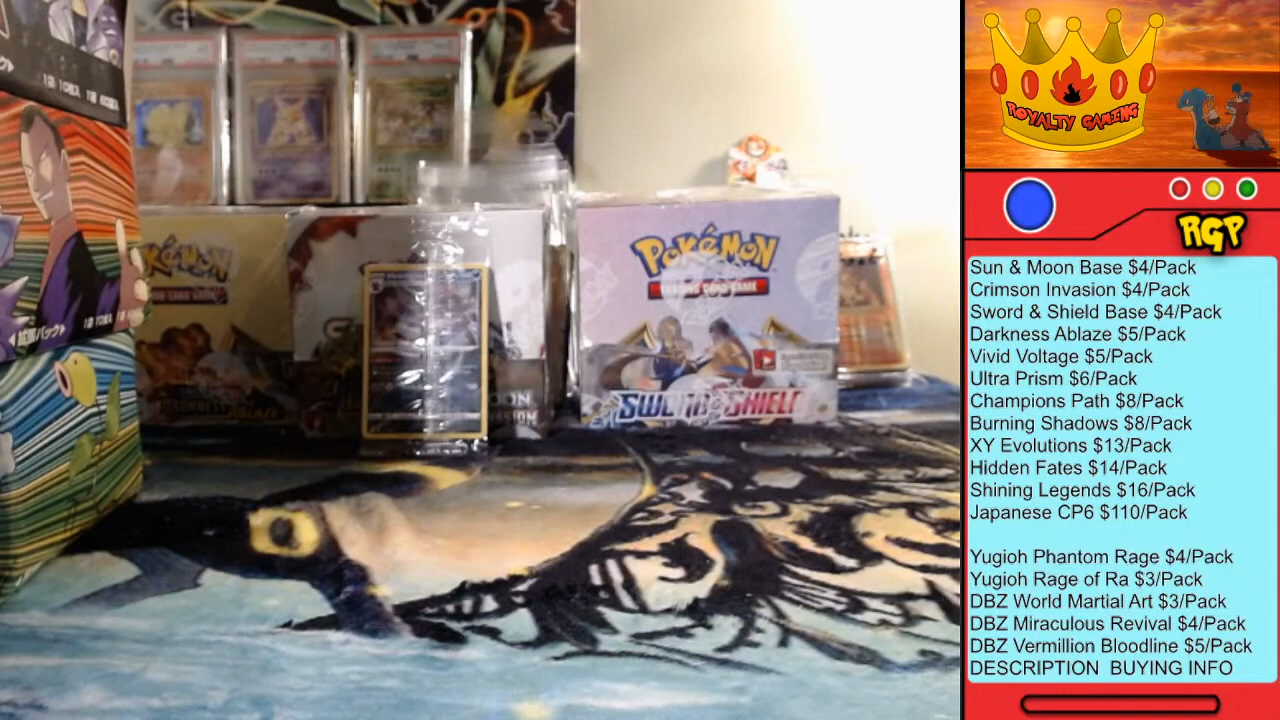 ROYALTY GAMING
RGP
Sun & Moon Base $4/Pack
Crimson Invasion $4/Pack
Sword & Shield Base $4/Pack
Darkness Ablaze $5/Pack
Vivid Voltage $5/Pack
Ultra Prism $6/Pack
Champions Path $8/Pack
Burning Shadows $8/Pack
XY Evolutions $13/Pack
Hidden Fates $14/Pack
Shining Legends $16/Pack
Japanese CP6 $110/Pack
Yugioh Phantom Rage $4/Pack
Yugioh Rage of Ra $3/Pack
DBZ World Martial Art $3/Pack
DBZ Miraculous Revival $4/Pack
DBZ Vermillion Bloodline $5/Pack
DESCRIPTION BUYING INFO
POKéMON
TRADING CARD GAME
SWORD & SHIELD
POKéMON